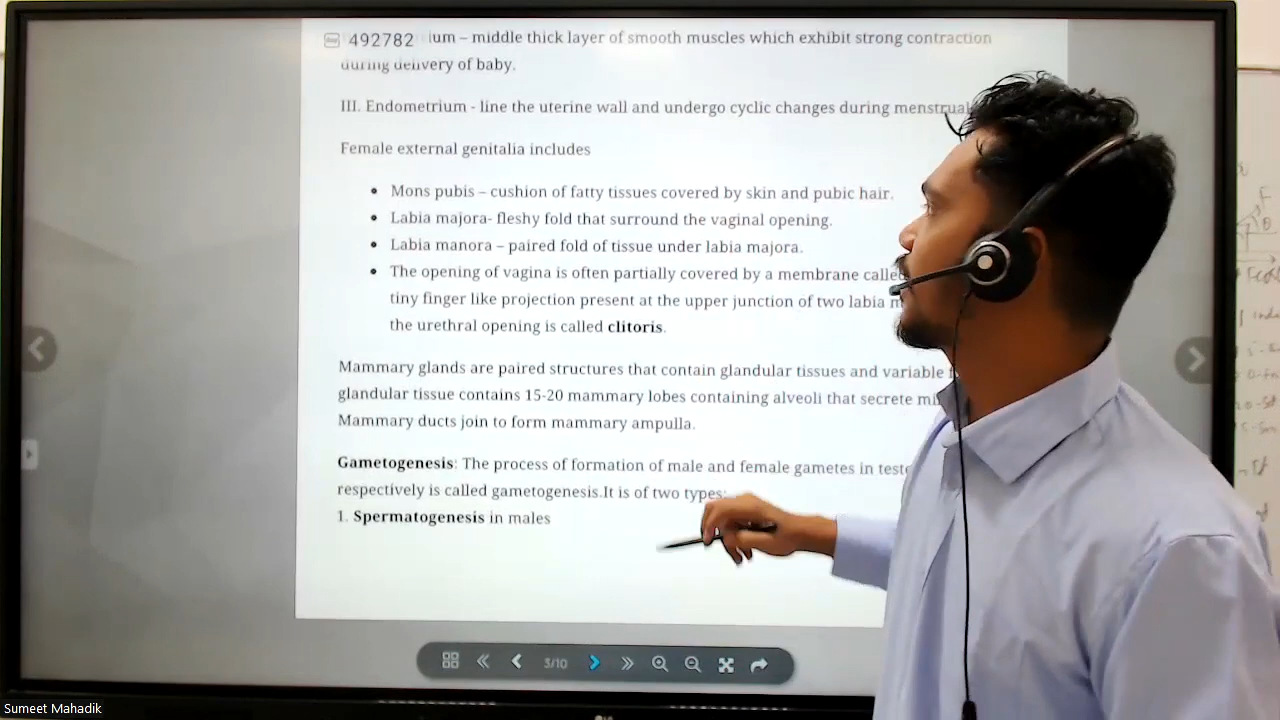 492782 ium – middle thick layer of smooth muscles which exhibit strong contraction
during delivery of baby.
III. Endometrium - line the uterine wall and undergo cyclic changes during menstrual
Female external genitalia includes
• Mons pubis – cushion of fatty tissues covered by skin and pubic hair.
• Labia majora- fleshy fold that surround the vaginal opening.
• Labia manora – paired fold of tissue under labia majora.
• The opening of vagina is often partially covered by a membrane called
tiny finger like projection present at the upper junction of two labia m
the urethral opening is called clitoris.
Mammary glands are paired structures that contain glandular tissues and variable
glandular tissue contains 15-20 mammary lobes containing alveoli that secrete mi
Mammary ducts join to form mammary ampulla.
Gametogenesis: The process of formation of male and female gametes in teste
respectively is called gametogenesis.It is of two types:
1. Spermatogenesis in males
3/10
Sumeet Mahadik
LG